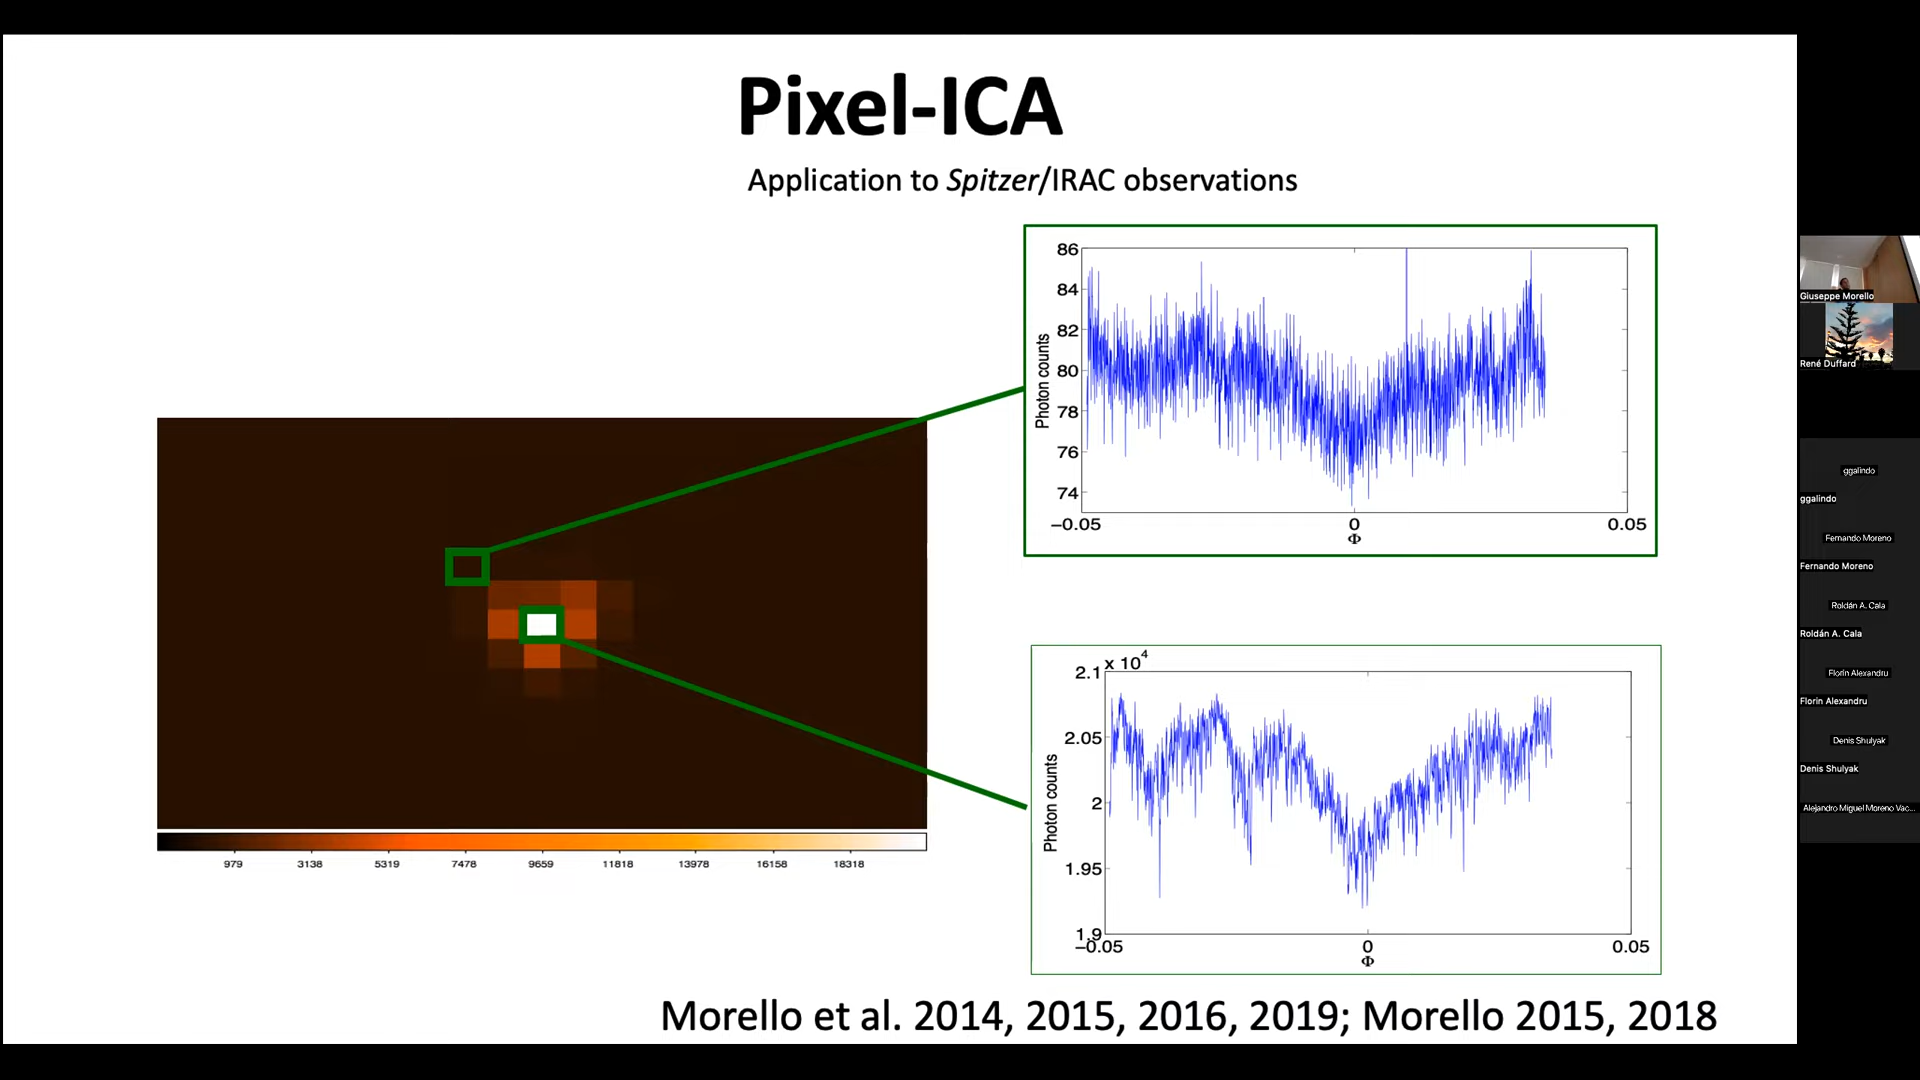 Pixel-ICA
Application to Spitzer/IRAC observations
86
84
82
80
78
76
74
Photon counts
−0.05
0
0.05
Φ
979
3138
5319
7478
9659
11818
13978
16158
18318
x 10⁴
2.1
2.05
2
1.95
1.9
Photon counts
−0.05
0
0.05
Φ
Morello et al. 2014, 2015, 2016, 2019; Morello 2015, 2018
Giuseppe Morello
René Duffard
ggalindo
ggalindo
Fernando Moreno
Fernando Moreno
Roldán A. Cala
Roldán A. Cala
Florin Alexandru
Florin Alexandru
Denis Shulyak
Denis Shulyak
Alejandro Miguel Moreno Vac...